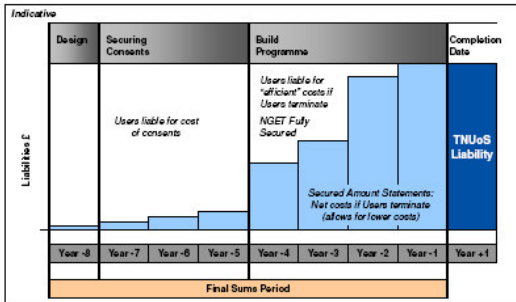 Indicative
Design
Securing
Consents
Build
Programme
Completion
Date
Liabilities £
Users liable for cost
of consents
Users liable for
"efficient" costs if
Users terminate
NGET Fully
Secured
Secured Amount Statements:
Net costs if Users terminate
(allows for lower costs)
TNUoS
Liability
Year -8
Year -7
Year -6
Year -5
Year -4
Year -3
Year -2
Year -1
Year +1
Final Sums Period